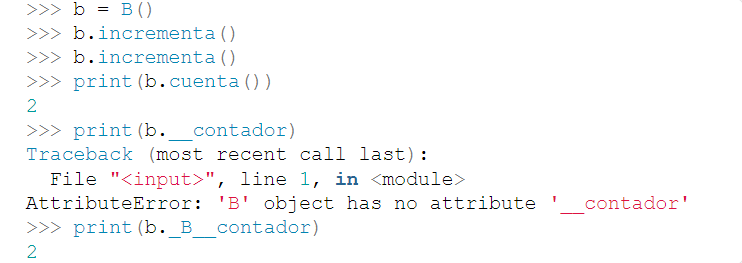 >>> b = B()
>>> b.incrementa()
>>> b.incrementa()
>>> print(b.cuenta())
2
>>> print(b.__contador)
Traceback (most recent call last):
  File "<input>", line 1, in <module>
AttributeError: 'B' object has no attribute '__contador'
>>> print(b._B__contador)
2